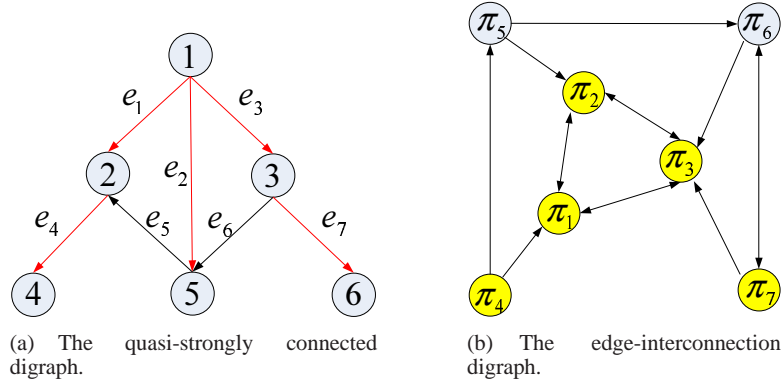 1
e₁
e₃
2
e₂
3
e₄
e₅
e₆
e₇
4
5
6
(a) The quasi-strongly connected
digraph.
π₅
π₆
π₂
π₃
π₁
π₄
π₇
(b) The edge-interconnection
digraph.